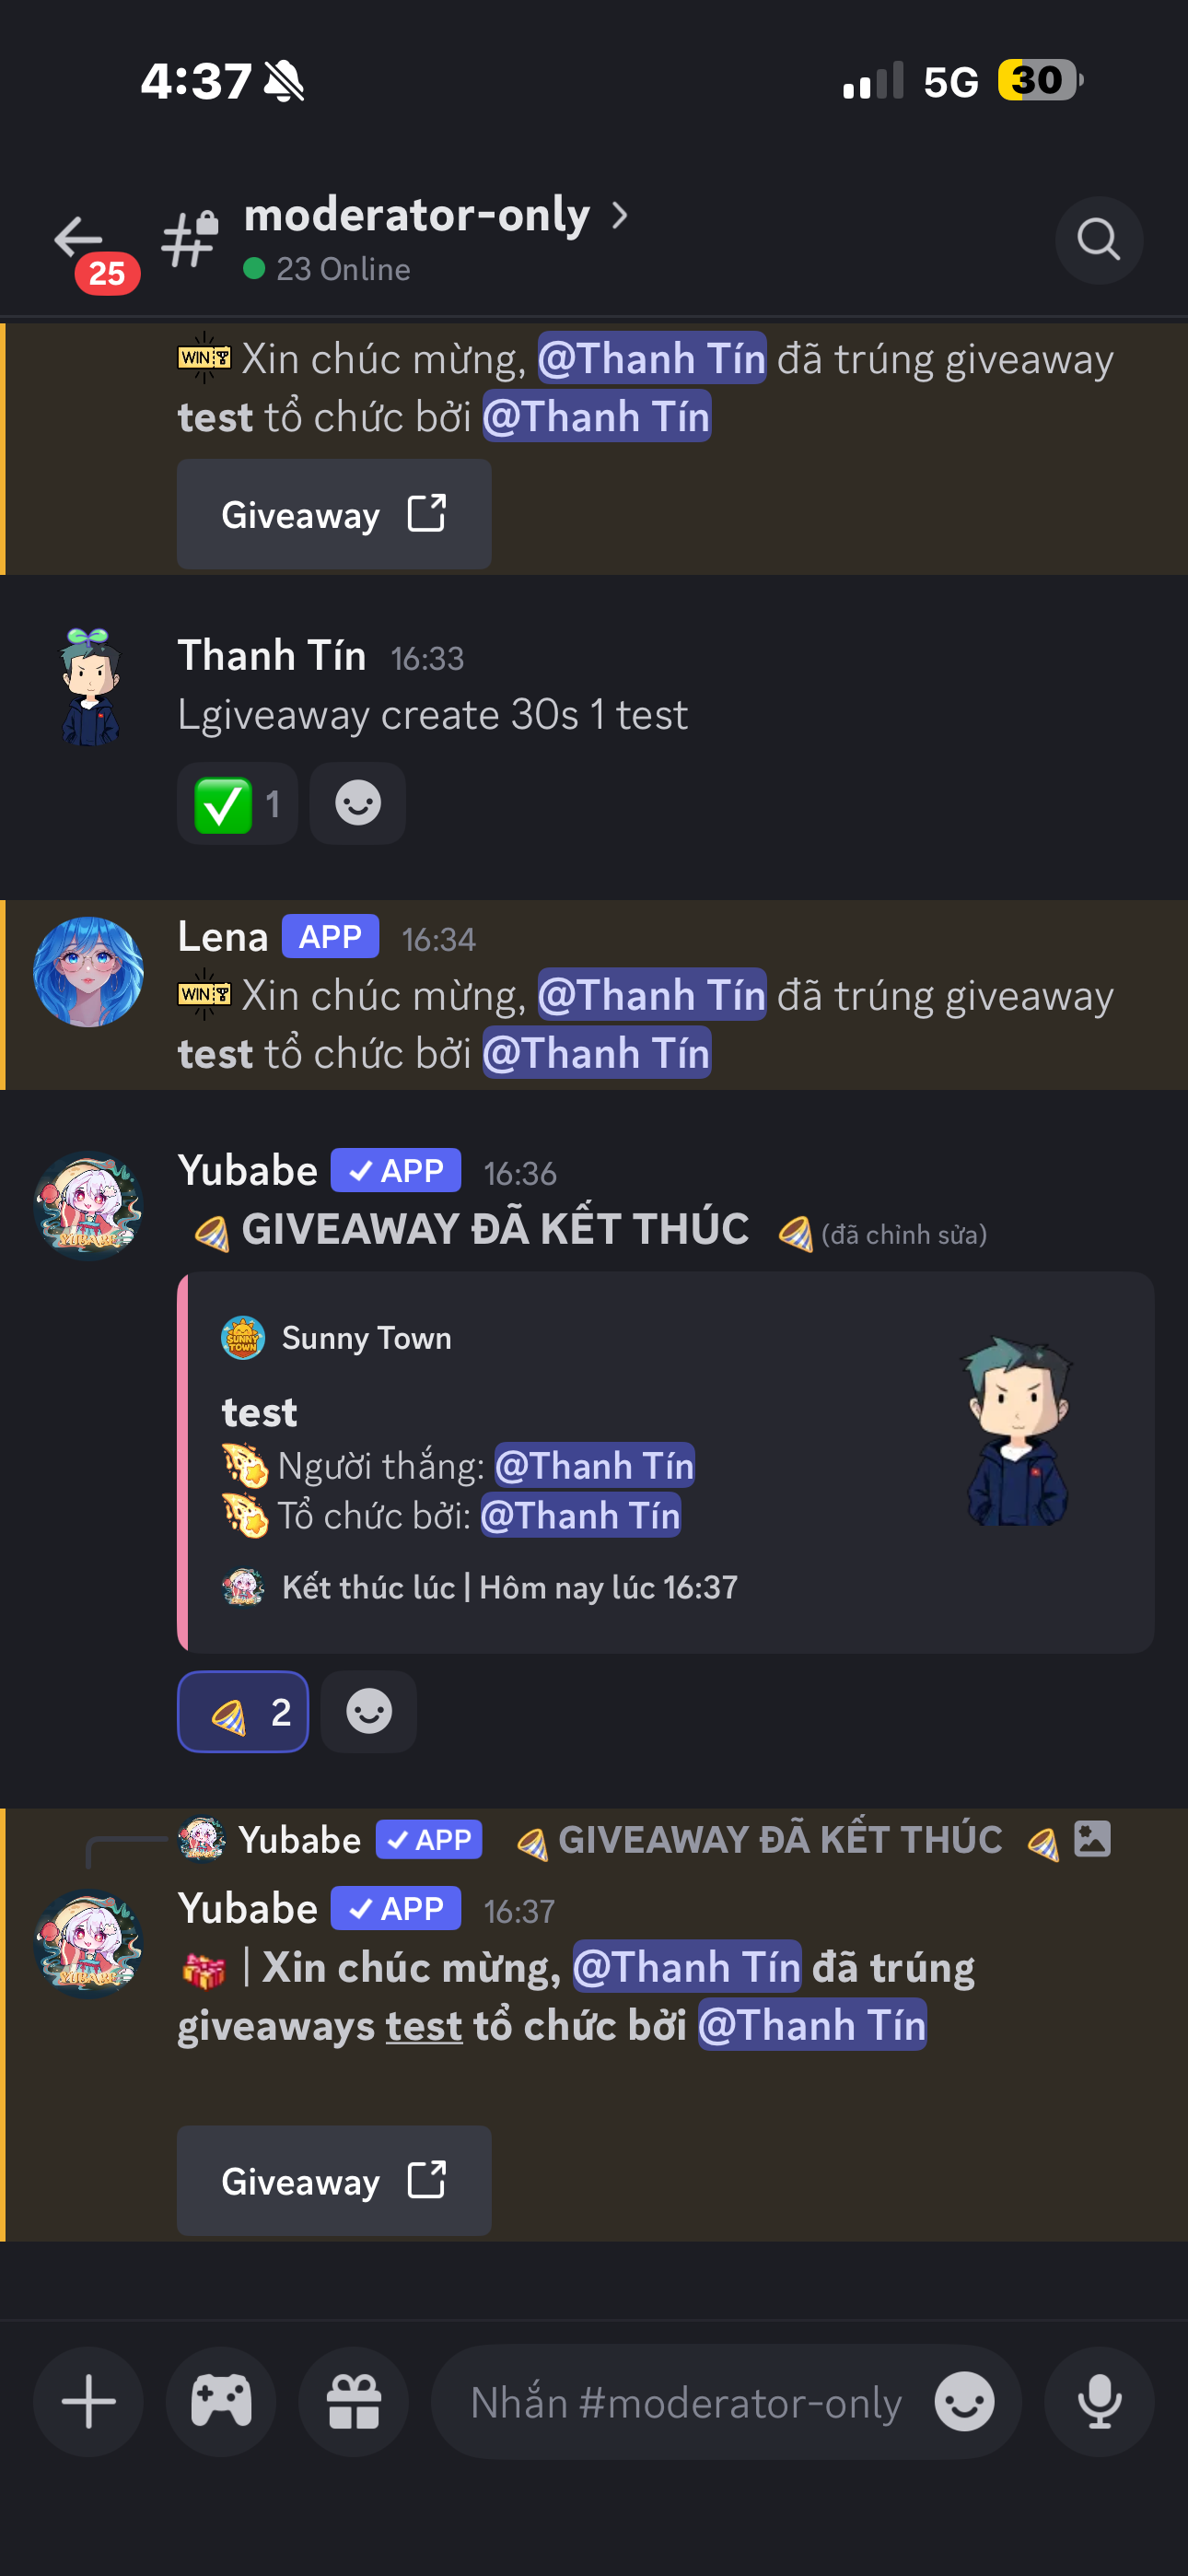 4:37 5G 30
moderator-only
25
23 Online
WIN Xin chúc mừng, @Thanh Tín đã trúng giveaway
test tổ chức bởi @Thanh Tín
Giveaway
Thanh Tín 16:33
Lgiveaway create 30s 1 test
1
Lena APP 16:34
WIN Xin chúc mừng, @Thanh Tín đã trúng giveaway
test tổ chức bởi @Thanh Tín
Yubabe APP 16:36
GIVEAWAY ĐÃ KẾT THÚC (đã chỉnh sửa)
SUNNY TOWN Sunny Town
test
Người thắng: @Thanh Tín
Tổ chức bởi: @Thanh Tín
Kết thúc lúc | Hôm nay lúc 16:37
2
Yubabe APP GIVEAWAY ĐÃ KẾT THÚC
Yubabe APP 16:37
YUBABE | Xin chúc mừng, @Thanh Tín đã trúng
giveaways test tổ chức bởi @Thanh Tín
Giveaway
Nhắn #moderator-only